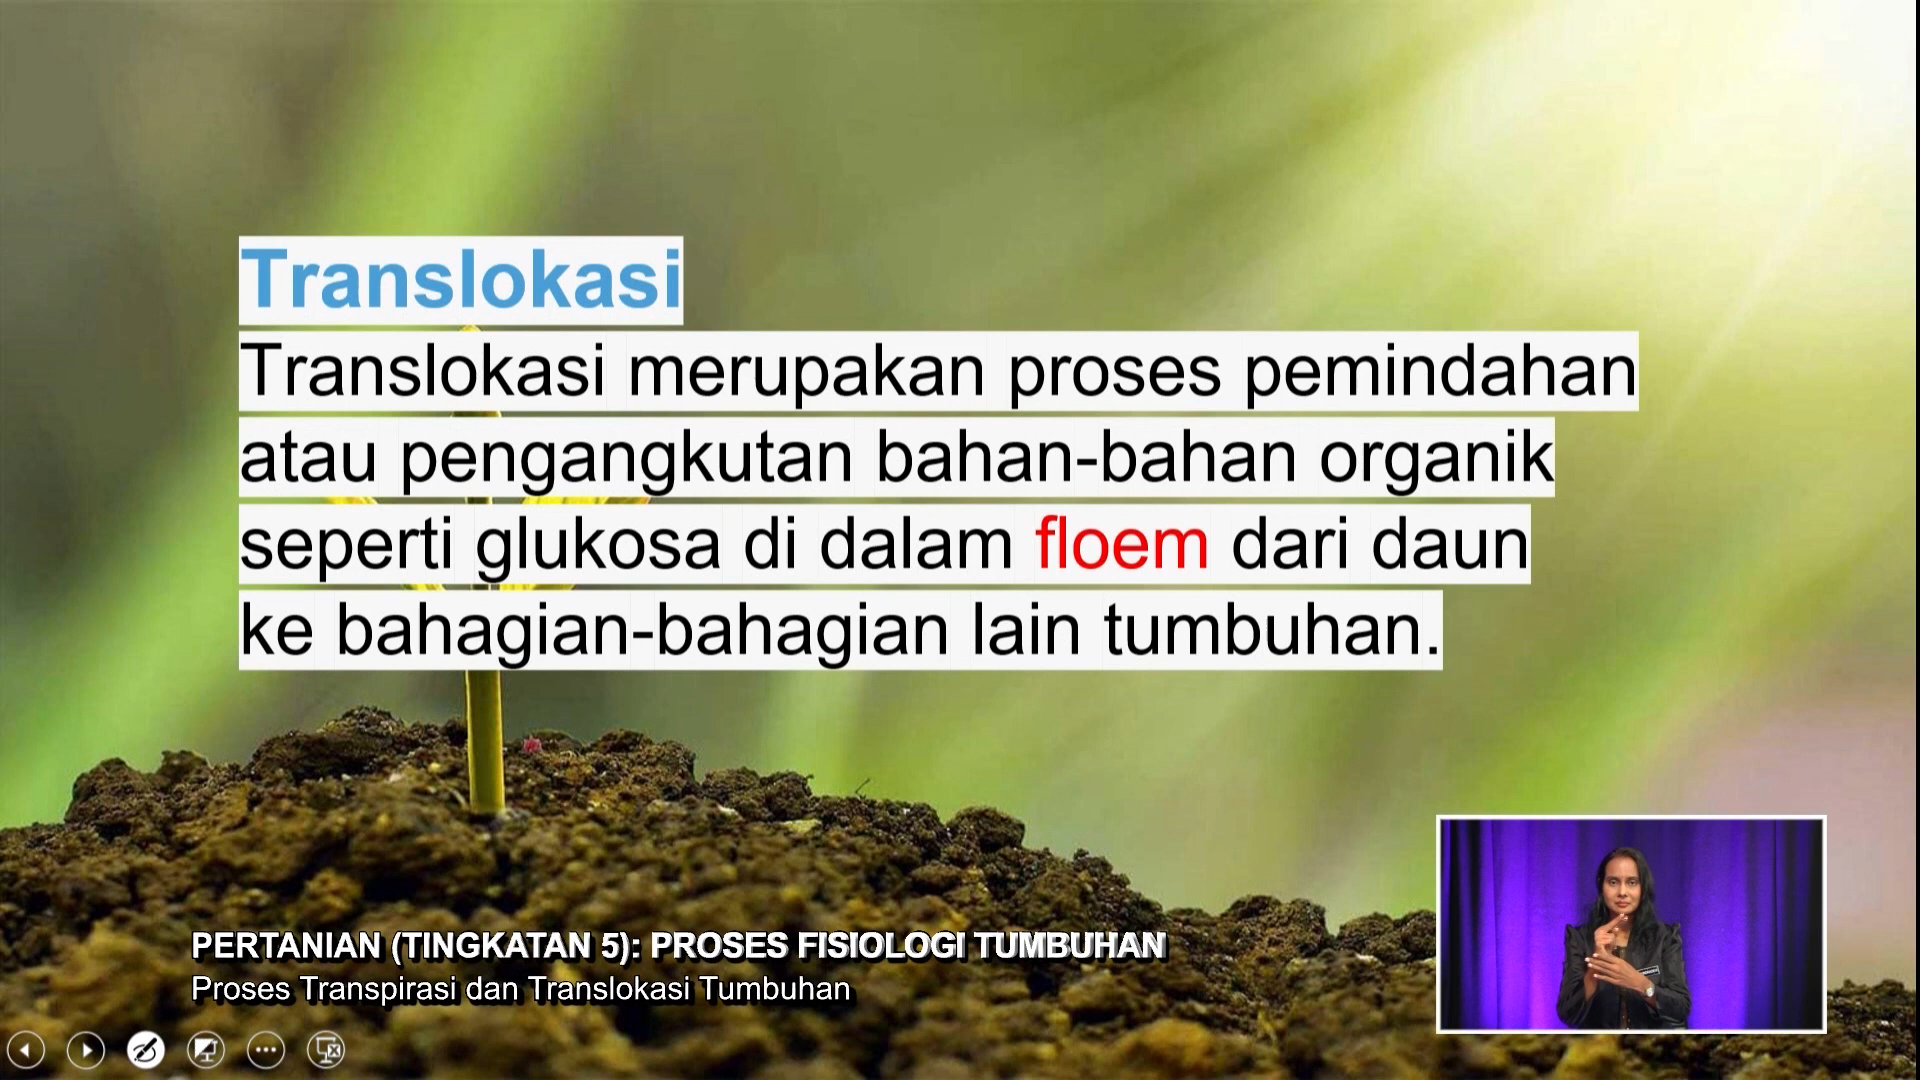 Translokasi
Translokasi merupakan proses pemindahan
atau pengangkutan bahan-bahan organik
seperti glukosa di dalam floem dari daun
ke bahagian-bahagian lain tumbuhan.
PERTANIAN (TINGKATAN 5): PROSES FISIOLOGI TUMBUHAN
Proses Transpirasi dan Translokasi Tumbuhan